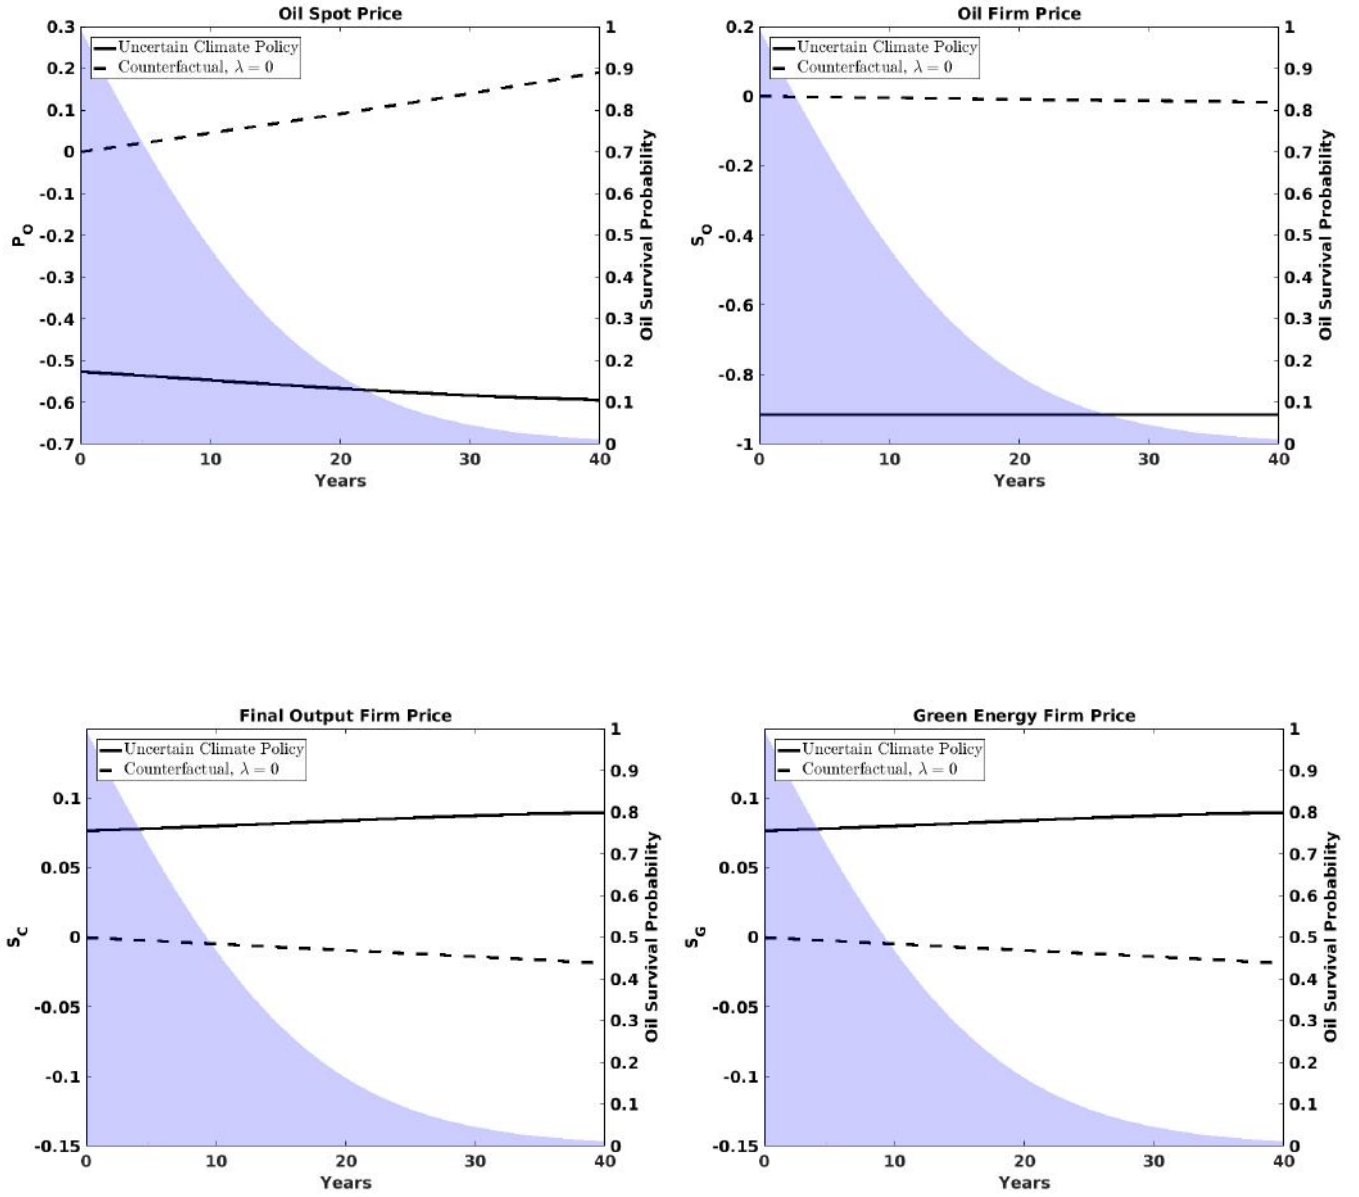 Oil Spot Price
Uncertain Climate Policy
Counterfactual, λ = 0
0.3
0.2
0.1
0
-0.1
-0.2
-0.3
-0.4
-0.5
-0.6
-0.7
P_O
1
0.9
0.8
0.7
0.6
0.5
0.4
0.3
0.2
0.1
0
Oil Survival Probability
0 10 20 30 40
Years
Oil Firm Price
Uncertain Climate Policy
Counterfactual, λ = 0
0.2
0
-0.2
-0.4
-0.6
-0.8
-1
S_O
1
0.9
0.8
0.7
0.6
0.5
0.4
0.3
0.2
0.1
0
Oil Survival Probability
0 10 20 30 40
Years
Final Output Firm Price
Uncertain Climate Policy
Counterfactual, λ = 0
0.1
0.05
0
-0.05
-0.1
-0.15
S_C
1
0.9
0.8
0.7
0.6
0.5
0.4
0.3
0.2
0.1
0
Oil Survival Probability
0 10 20 30 40
Years
Green Energy Firm Price
Uncertain Climate Policy
Counterfactual, λ = 0
0.1
0.05
0
-0.05
-0.1
-0.15
S_G
1
0.9
0.8
0.7
0.6
0.5
0.4
0.3
0.2
0.1
0
Oil Survival Probability
0 10 20 30 40
Years